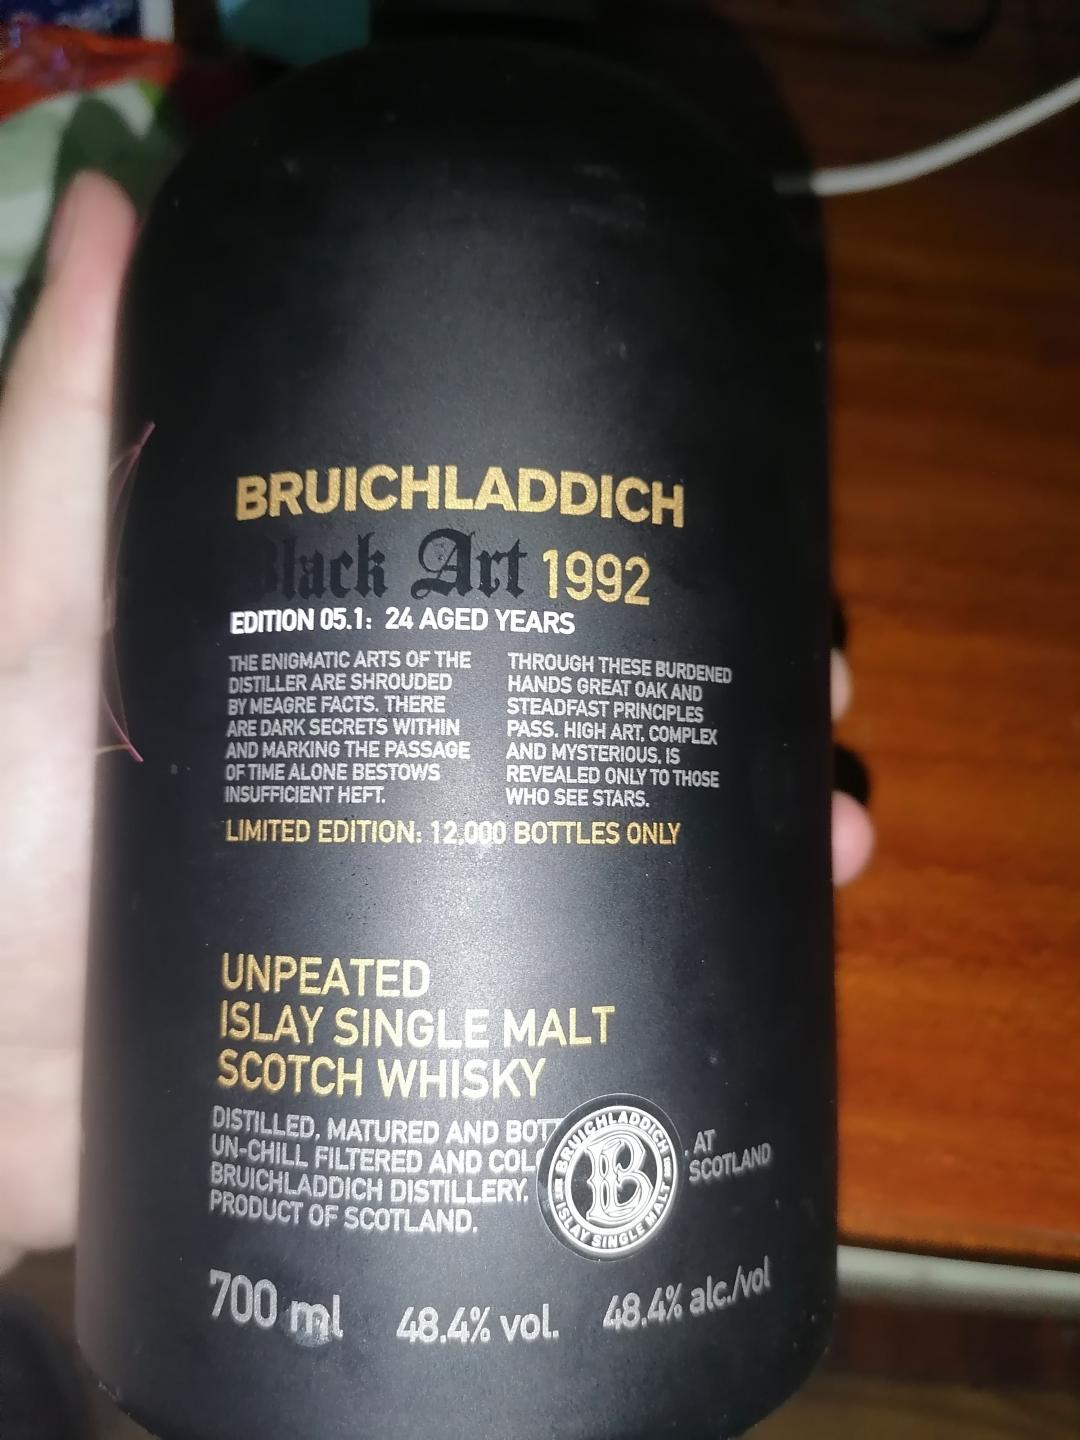 BRUICHLADDICH
Black Art 1992
EDITION 05.1: 24 AGED YEARS
THE ENIGMATIC ARTS OF THE
DISTILLER ARE SHROUDED
BY MEAGRE FACTS. THERE
ARE DARK SECRETS WITHIN
AND MARKING THE PASSAGE
OF TIME ALONE BESTOWS
INSUFFICIENT HEFT.
THROUGH THESE BURDENED
HANDS GREAT OAK AND
STEADFAST PRINCIPLES
PASS. HIGH ART, COMPLEX
AND MYSTERIOUS, IS
REVEALED ONLY TO THOSE
WHO SEE STARS.
LIMITED EDITION: 12,000 BOTTLES ONLY
UNPEATED
ISLAY SINGLE MALT
SCOTCH WHISKY
DISTILLED, MATURED AND BOTT
UN-CHILL FILTERED AND COLO , AT
BRUICHLADDICH DISTILLERY, SCOTLAND
PRODUCT OF SCOTLAND.
BRUICHLADDICH
B
ISLAY SINGLE MALT
700 ml 48.4% vol. 48.4% alc./vol